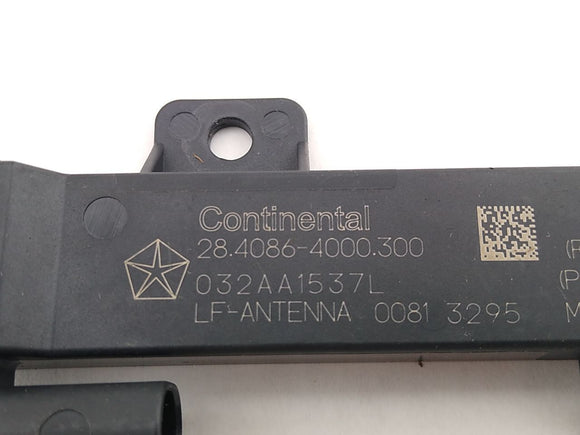 Continental
28.4086-4000.300
032AA1537L
LF-ANTENNA 0081 3295
(P
M